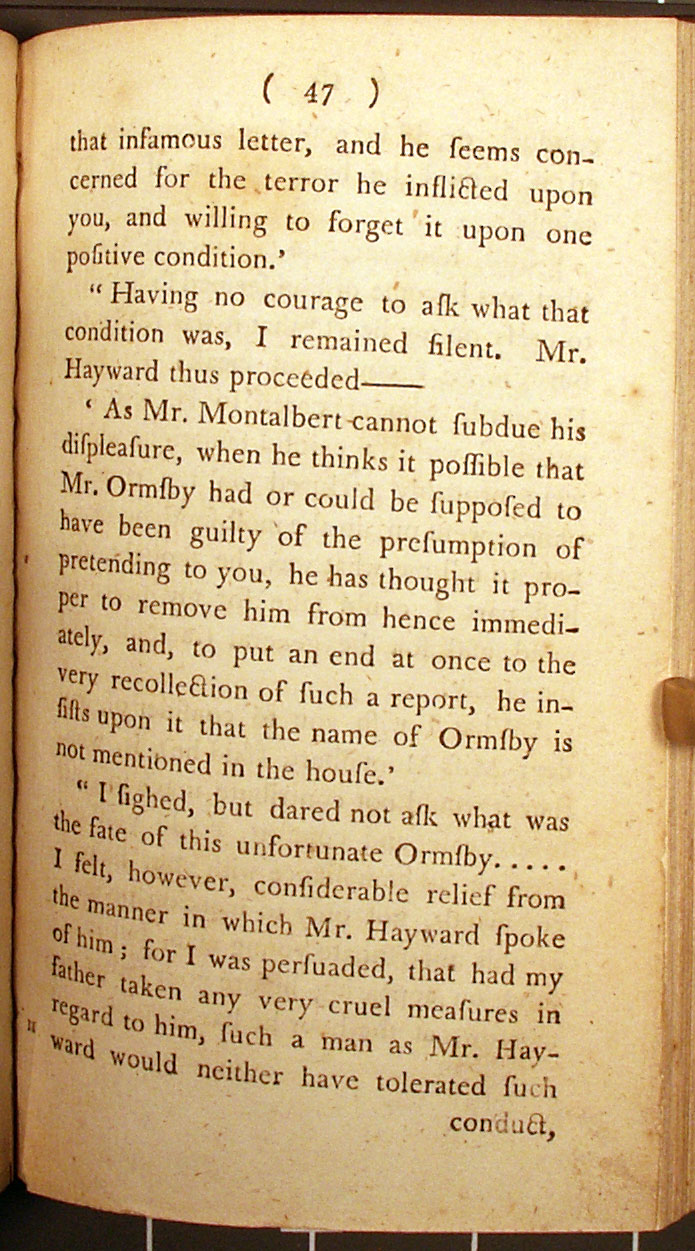 ( 47 )
that infamous letter, and he ſeems con-
cerned for the terror he inflicted upon
you, and willing to forget it upon one
poſitive condition.’
“ Having no courage to aſk what that
condition was, I remained ſilent. Mr.
Hayward thus proceeded——
‘ As Mr. Montalbert cannot ſubdue his
diſpleaſure, when he thinks it poſſible that
Mr. Ormſby had or could be ſuppoſed to
have been guilty of the preſumption of
pretending to you, he has thought it pro-
per to remove him from hence immedi-
ately, and, to put an end at once to the
very recollection of ſuch a report, he in-
ſiſts upon it that the name of Ormſby is
not mentioned in the houſe.’
“ I ſighed, but dared not aſk what was
the fate of this unfortunate Ormſby. . . . .
I felt, however, conſiderable relief from
the manner in which Mr. Hayward ſpoke
of him ; for I was perſuaded, that had my
father taken any very cruel meaſures in
regard to him, ſuch a man as Mr. Hay-
ward would neither have tolerated ſuch
conduct,